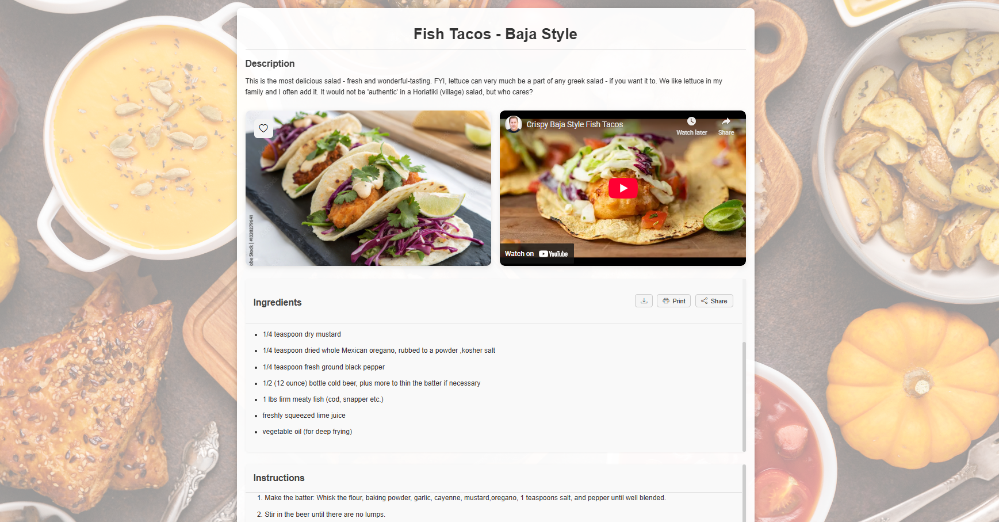 Fish Tacos - Baja Style
Description
This is the most delicious salad - fresh and wonderful-tasting. FYI, lettuce can very much be a part of any greek salad - if you want it to. We like lettuce in my
family and I often add it. It would not be 'authentic' in a Horiatiki (village) salad, but who cares?
obe Stock | #1320279641
Crispy Baja Style Fish Tacos
Watch later
Share
Watch on YouTube
Ingredients
Print
Share
1/4 teaspoon dry mustard
1/4 teaspoon dried whole Mexican oregano, rubbed to a powder ,kosher salt
1/4 teaspoon fresh ground black pepper
1/2 (12 ounce) bottle cold beer, plus more to thin the batter if necessary
1 lbs firm meaty fish (cod, snapper etc.)
freshly squeezed lime juice
vegetable oil (for deep frying)
Instructions
1. Make the batter: Whisk the flour, baking powder, garlic, cayenne, mustard,oregano, 1 teaspoons salt, and pepper until well blended.
2. Stir in the beer until there are no lumps.